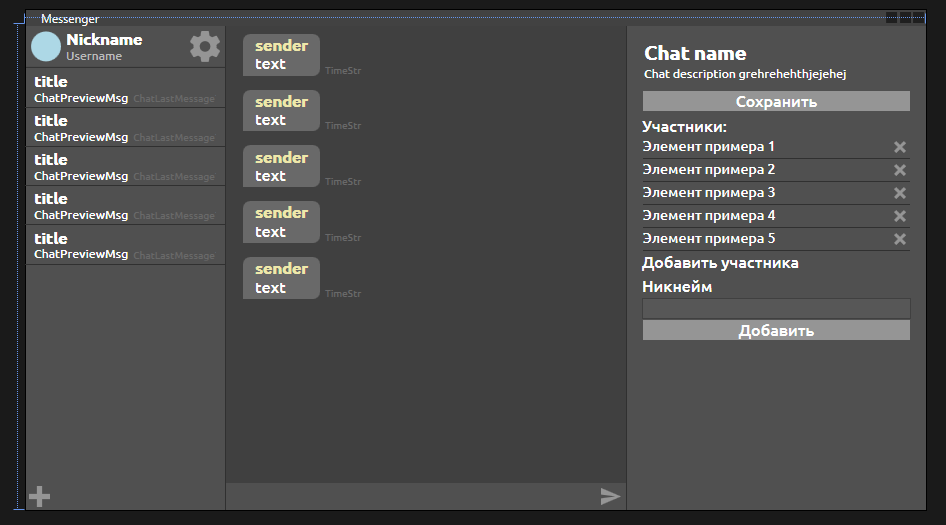 Messenger
Nickname
Username
title
ChatPreviewMsg ChatLastMessage
title
ChatPreviewMsg ChatLastMessage
title
ChatPreviewMsg ChatLastMessage
title
ChatPreviewMsg ChatLastMessage
title
ChatPreviewMsg ChatLastMessage
sender
text
TimeStr
sender
text
TimeStr
sender
text
TimeStr
sender
text
TimeStr
sender
text
TimeStr
Chat name
Chat description grehrehehthjejehej
Сохранить
Участники:
Элемент примера 1
Элемент примера 2
Элемент примера 3
Элемент примера 4
Элемент примера 5
Добавить участника
Никнейм
Добавить